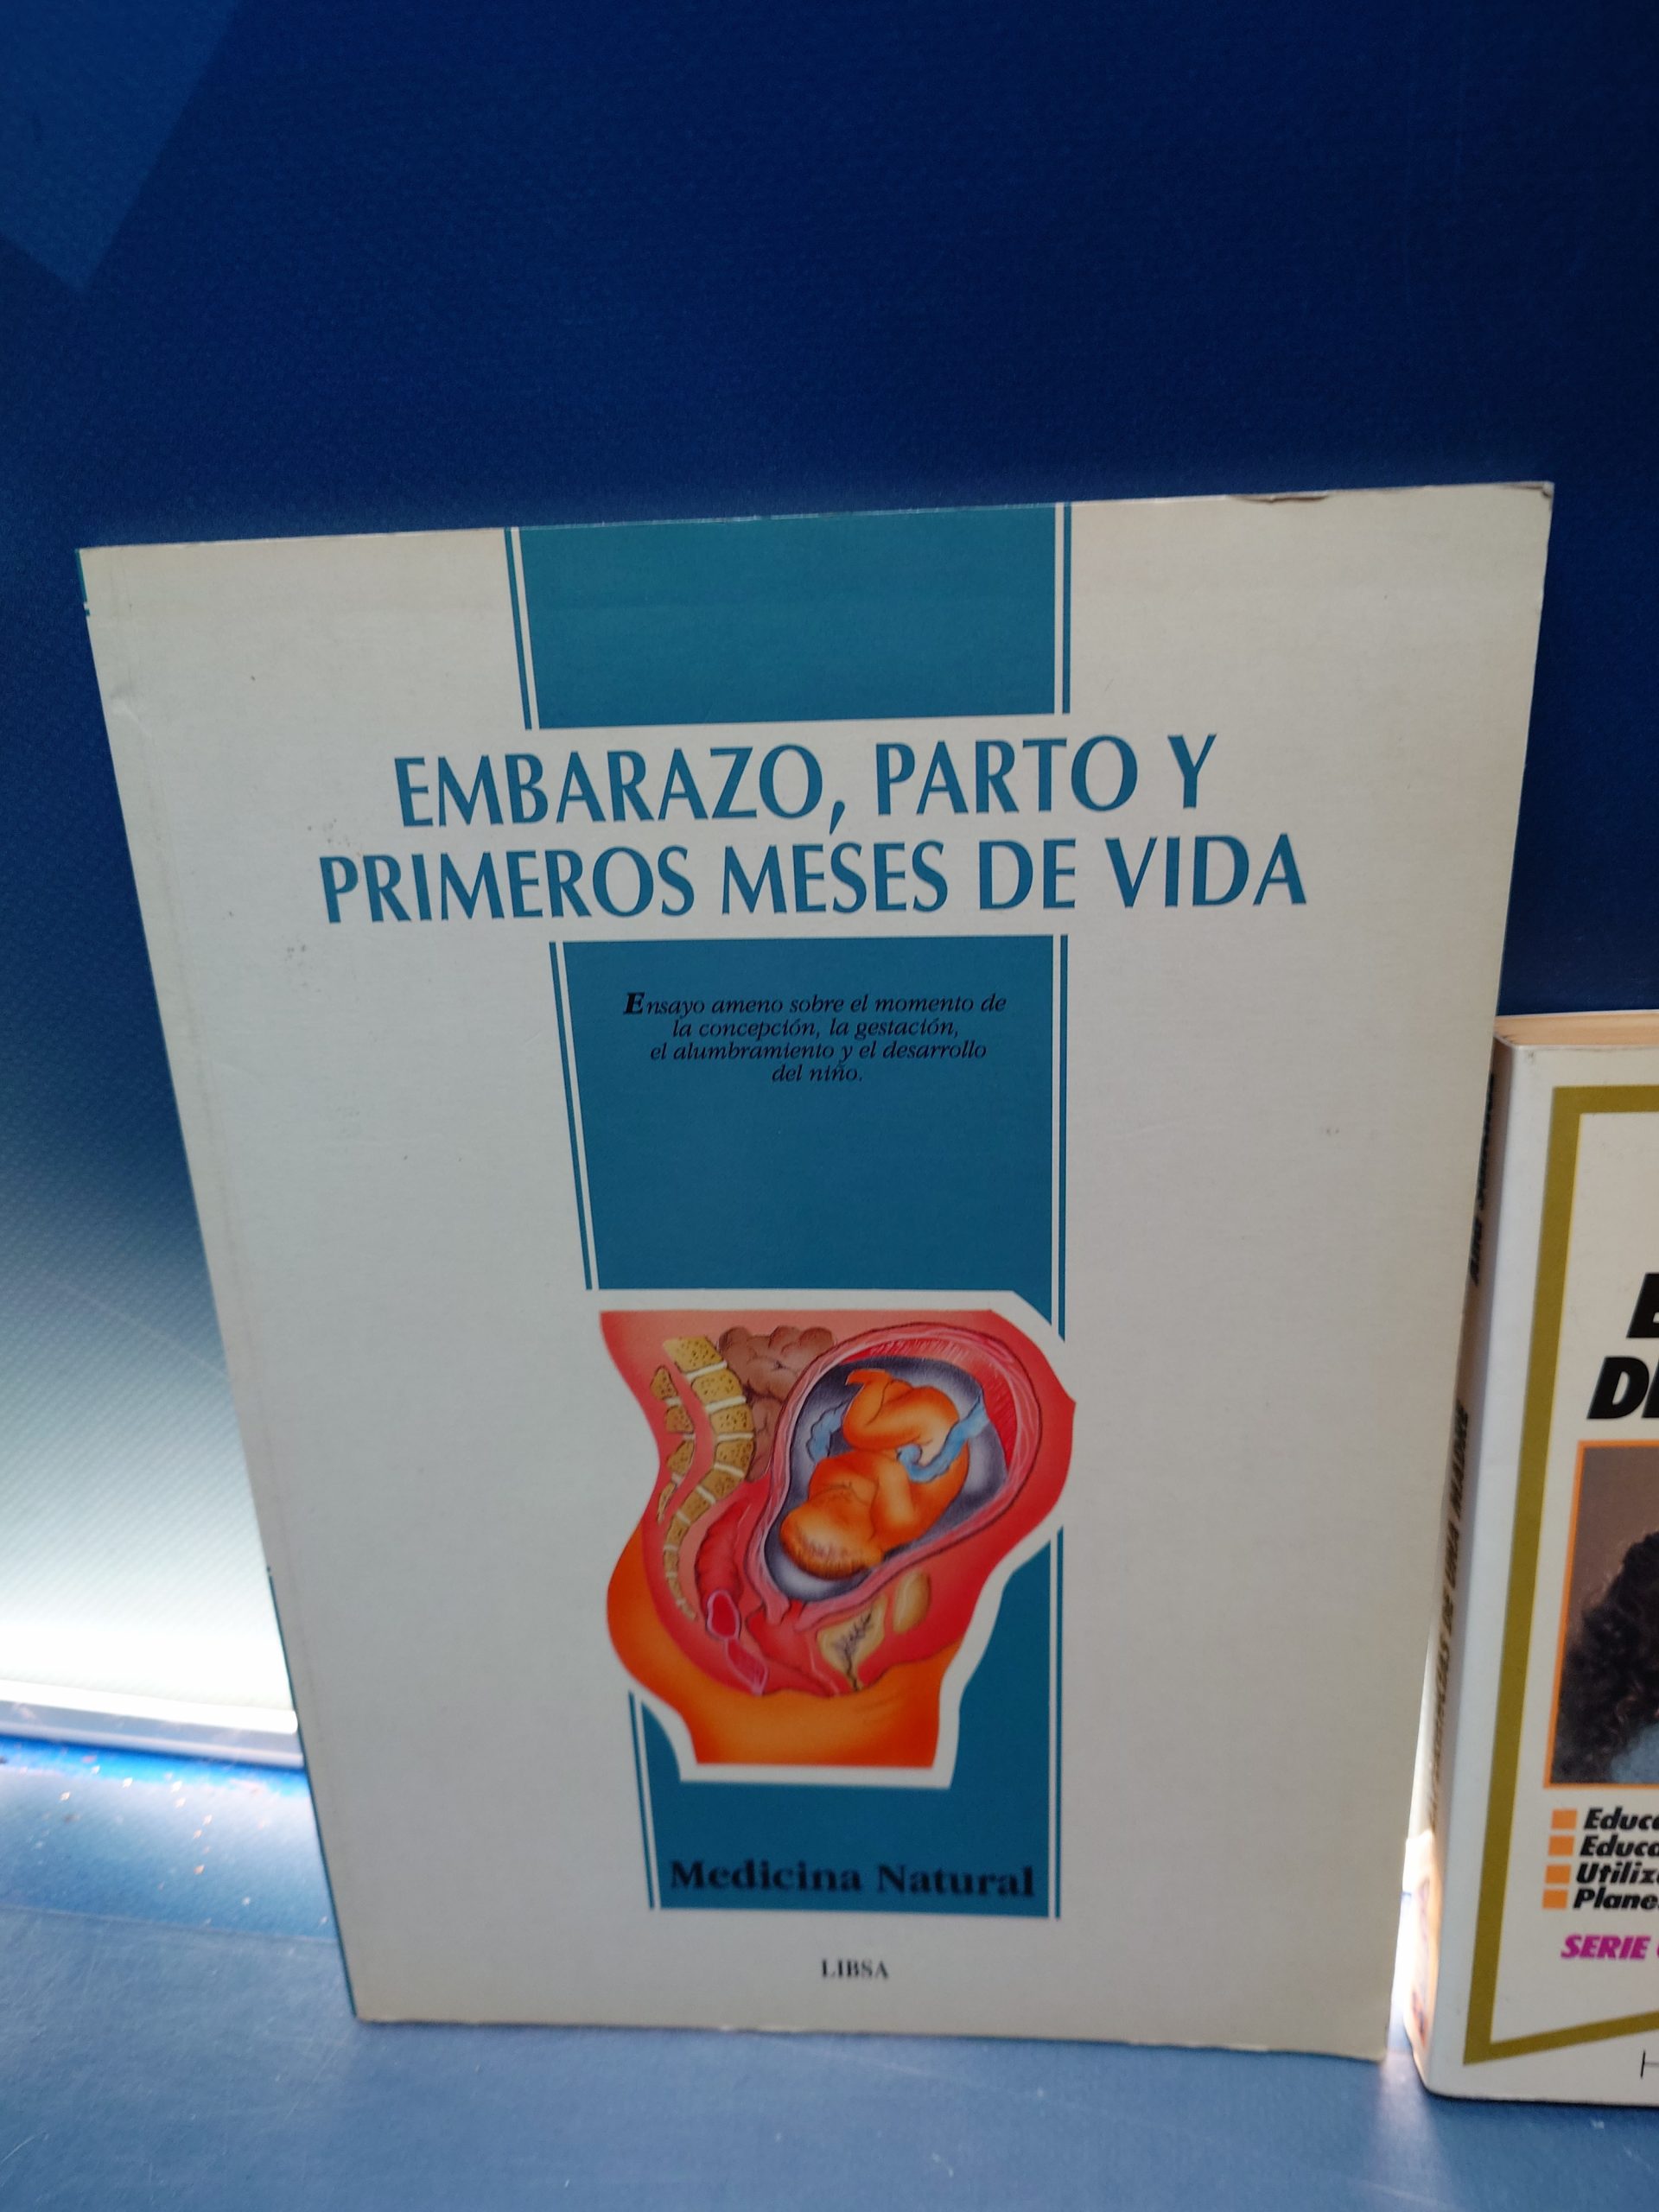 EMBARAZO, PARTO Y
PRIMEROS MESES DE VIDA
Ensayo ameno sobre el momento de
la concepción, la gestación,
el alumbramiento y el desarrollo
del niño.
Medicina Natural
LIBSA
SERIE